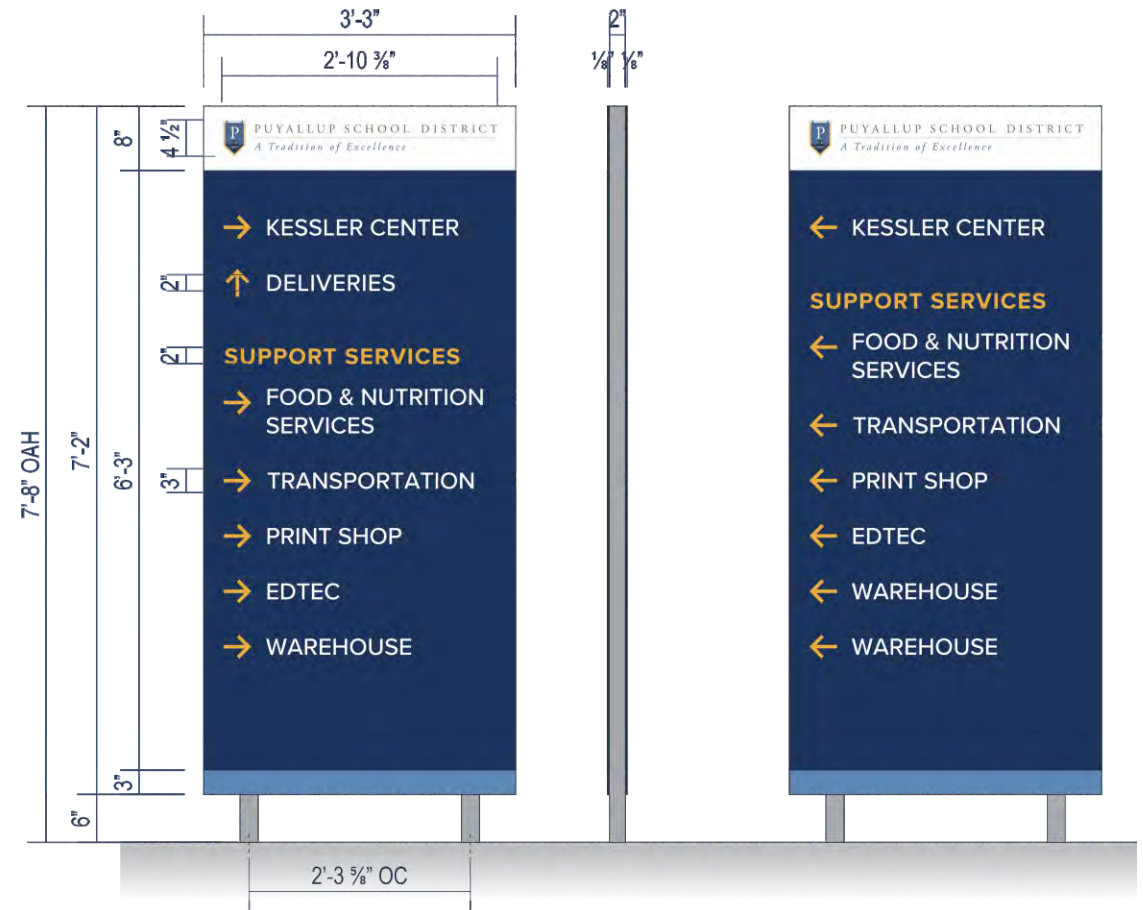 3'-3"
2'-10 ⅜"
2"
⅛" ⅛"
8"
4 ½"
7'-8" OAH
7'-2"
6'-3"
2"
2"
3"
3"
6"
P
PUYALLUP SCHOOL DISTRICT
A Tradition of Excellence
→ KESSLER CENTER
↑ DELIVERIES
SUPPORT SERVICES
→ FOOD & NUTRITION
SERVICES
→ TRANSPORTATION
→ PRINT SHOP
→ EDTEC
→ WAREHOUSE
2'-3 ⅝" OC
P
PUYALLUP SCHOOL DISTRICT
A Tradition of Excellence
← KESSLER CENTER
SUPPORT SERVICES
← FOOD & NUTRITION
SERVICES
← TRANSPORTATION
← PRINT SHOP
← EDTEC
← WAREHOUSE
← WAREHOUSE